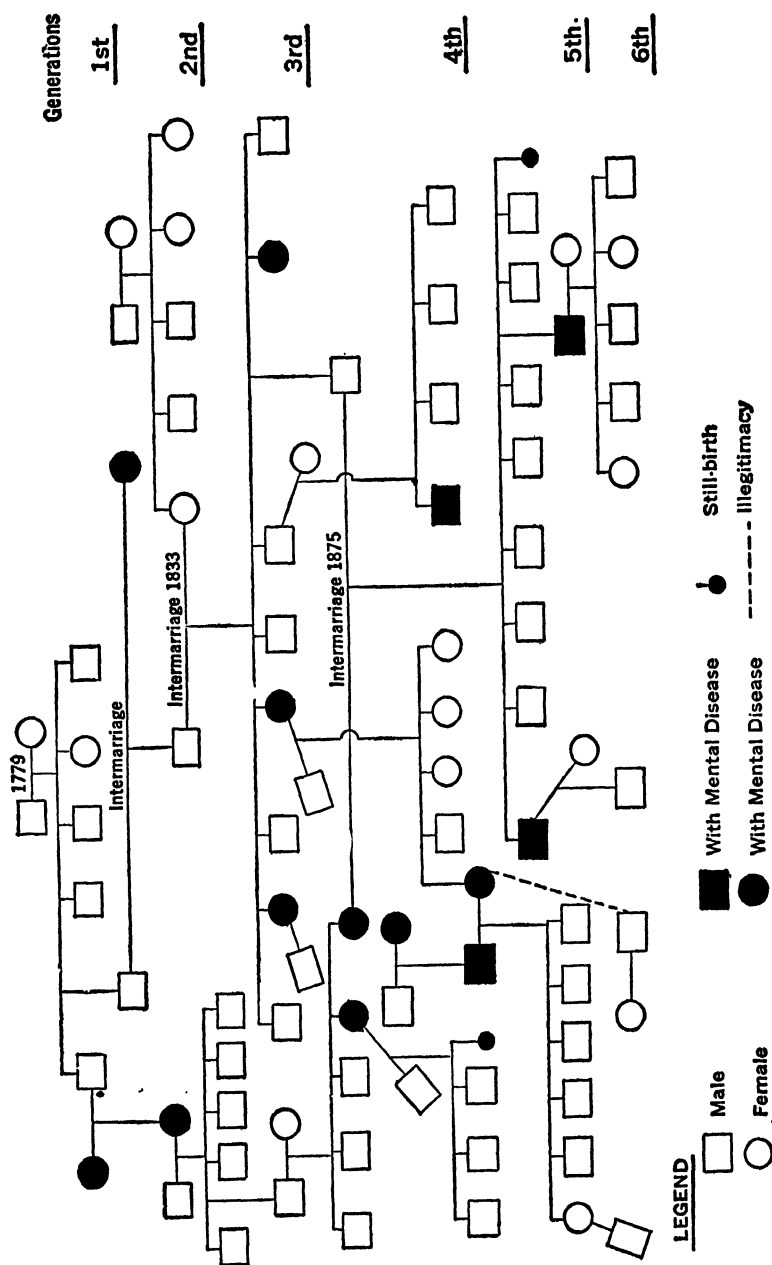 Generations
1st
2nd
3rd
4th
5th.
6th
1779
Intermarriage
Intermarriage 1833
Intermarriage 1875
LEGEND
Male
Female
With Mental Disease
With Mental Disease
Still-birth
Illegitimacy